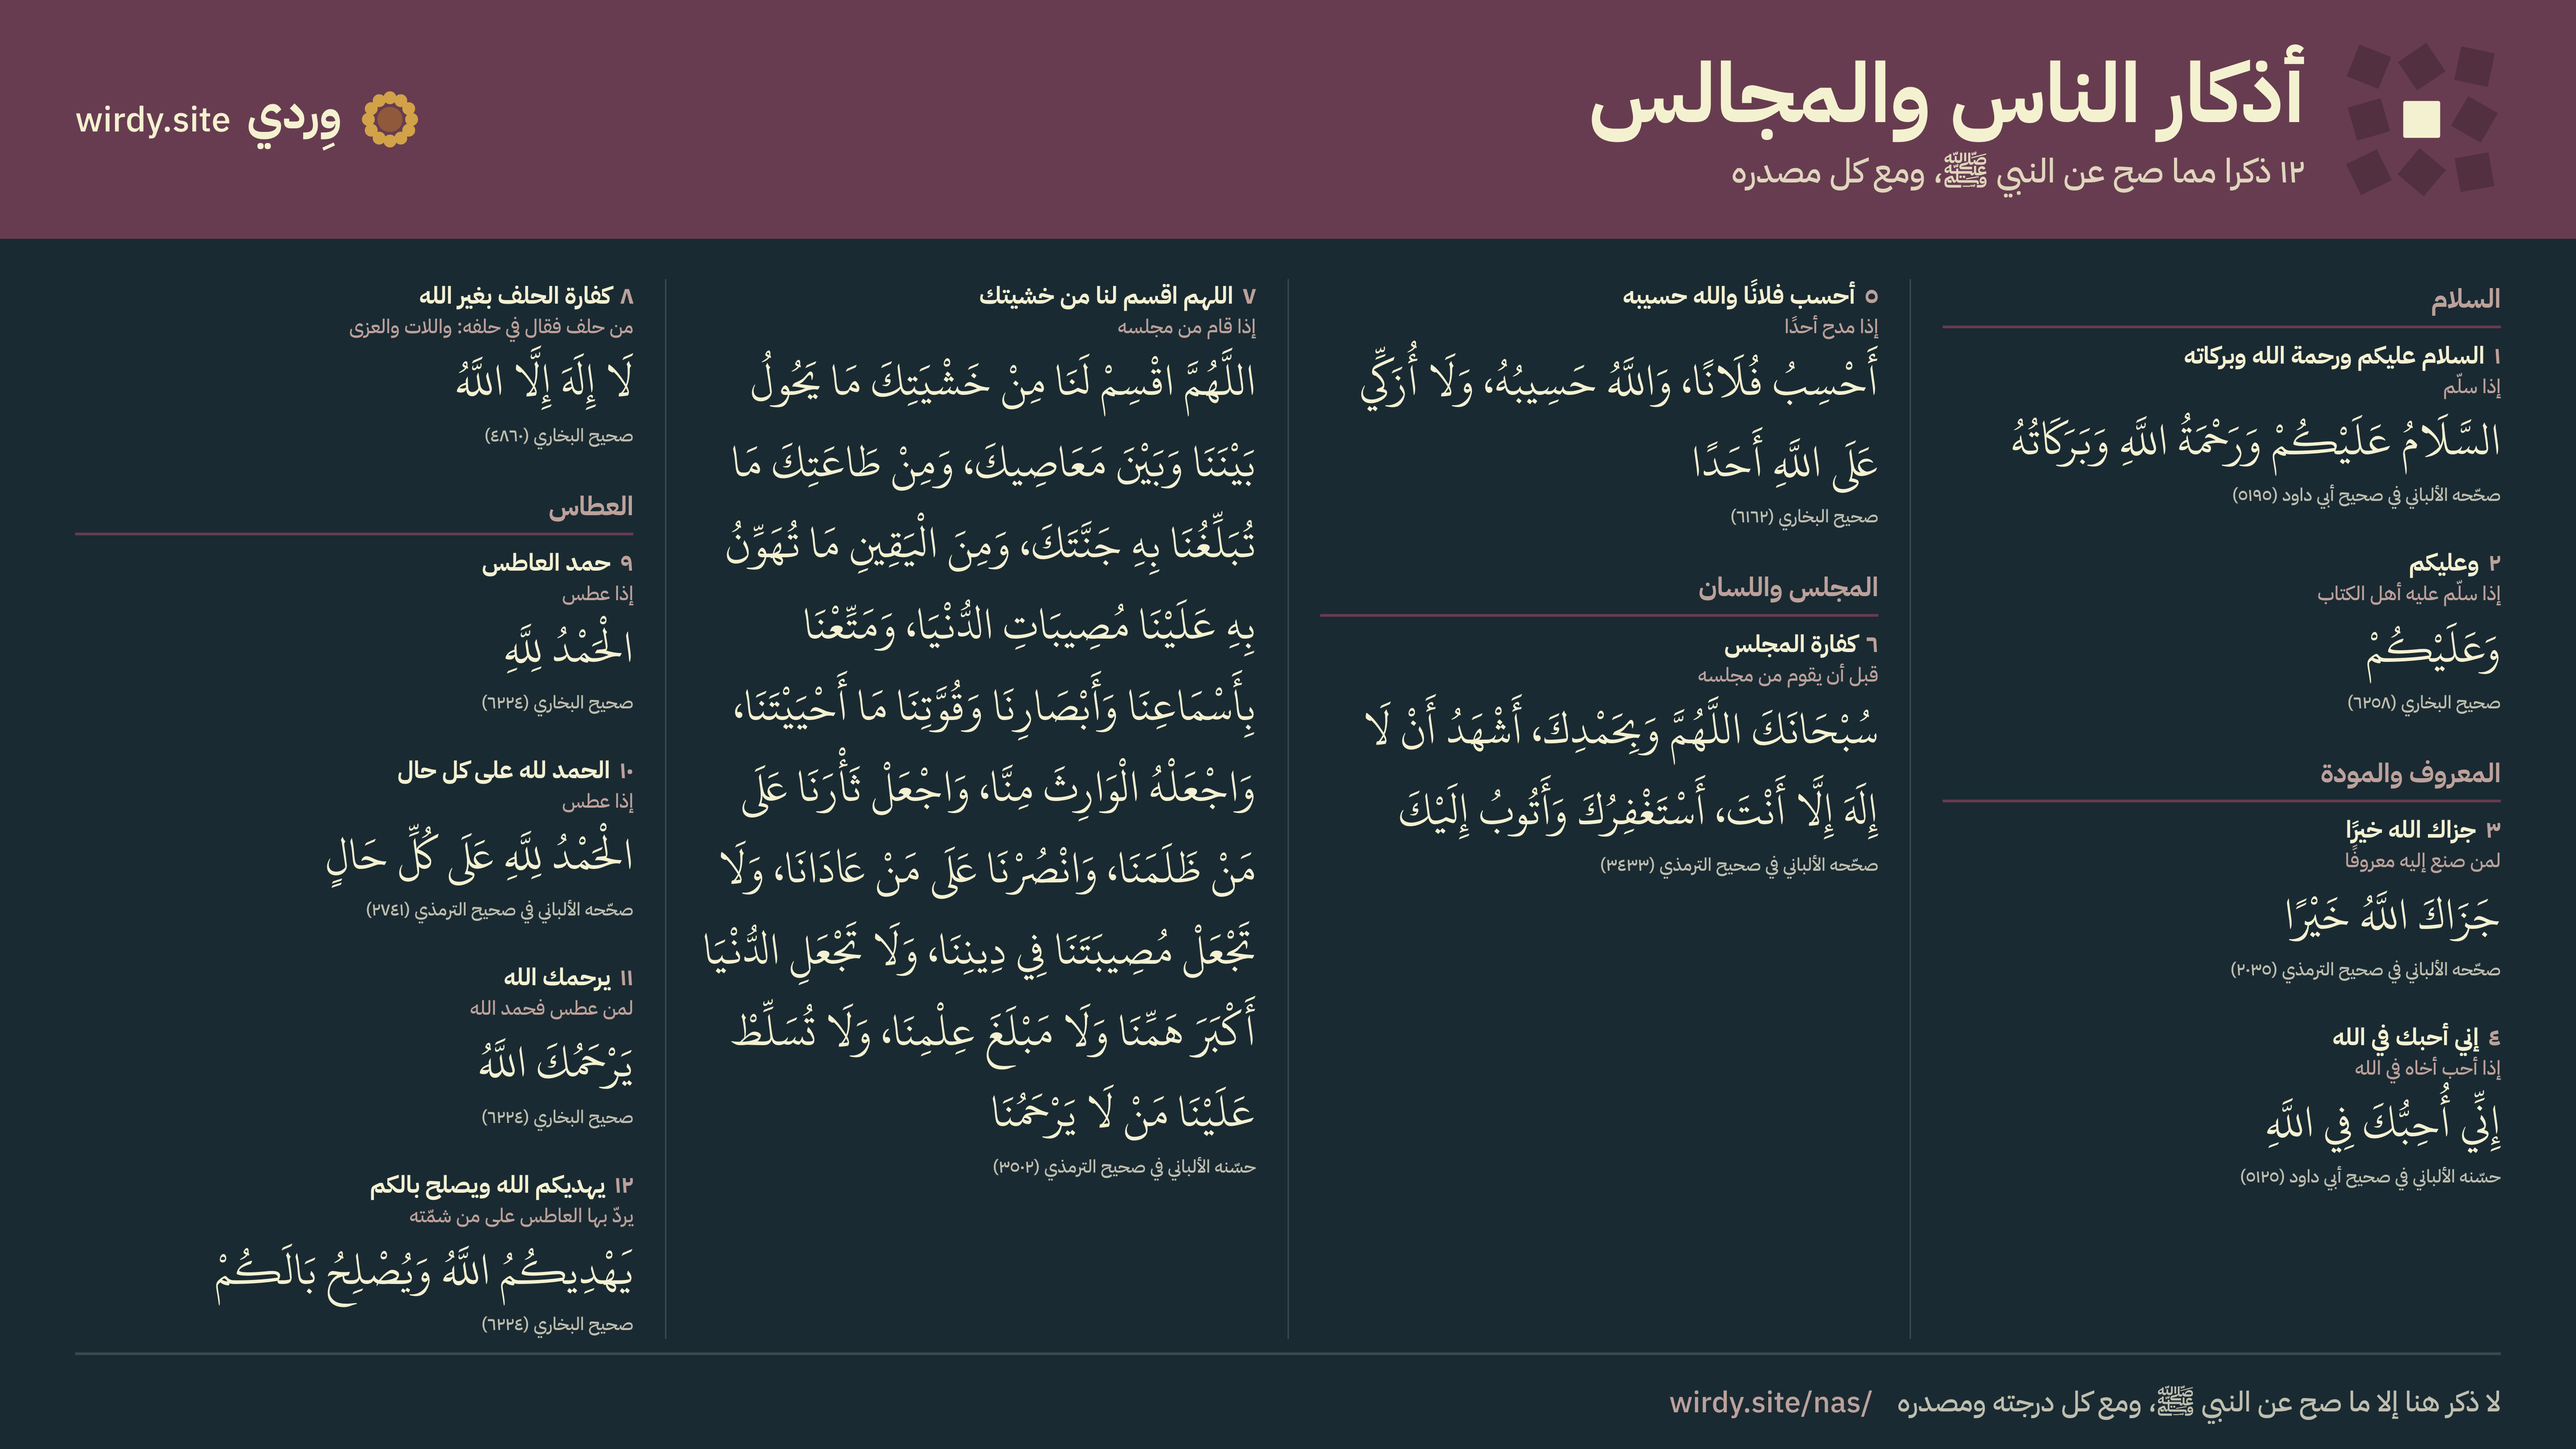 أذكار الناس والمجالس
١٢ ذكرا مما صح عن النبي ﷺ، ومع كل مصدره
وِردي wirdy.site
السلام
١ السلام عليكم ورحمة الله وبركاته
إذا سلّم
السَّلَامُ عَلَيْكُمْ وَرَحْمَةُ اللَّهِ وَبَرَكَاتُهُ
صحّحه الألباني في صحيح أبي داود (٥١٩٥)
٢ وعليكم
إذا سلّم عليه أهل الكتاب
وَعَلَيْكُمْ
صحيح البخاري (٦٢٥٨)
المعروف والمودة
٣ جزاك الله خيرًا
لمن صنع إليه معروفًا
جَزَاكَ اللَّهُ خَيْرًا
صحّحه الألباني في صحيح الترمذي (٢٠٣٥)
٤ إني أحبك في الله
إذا أحب أخاه في الله
إِنِّي أُحِبُّكَ فِي اللَّهِ
حسّنه الألباني في صحيح أبي داود (٥١٢٥)
٥ أحسب فلانًا والله حسيبه
إذا مدح أحدًا
أَحْسِبُ فُلَانًا، وَاللَّهُ حَسِيبُهُ، وَلَا أُزَكِّي
عَلَى اللَّهِ أَحَدًا
صحيح البخاري (٦١٦٢)
المجلس واللسان
٦ كفارة المجلس
قبل أن يقوم من مجلسه
سُبْحَانَكَ اللَّهُمَّ وَبِحَمْدِكَ، أَشْهَدُ أَنْ لَا
إِلَهَ إِلَّا أَنْتَ، أَسْتَغْفِرُكَ وَأَتُوبُ إِلَيْكَ
صحّحه الألباني في صحيح الترمذي (٣٤٣٣)
٧ اللهم اقسم لنا من خشيتك
إذا قام من مجلسه
اللَّهُمَّ اقْسِمْ لَنَا مِنْ خَشْيَتِكَ مَا يَحُولُ
بَيْنَنَا وَبَيْنَ مَعَاصِيكَ، وَمِنْ طَاعَتِكَ مَا
تُبَلِّغُنَا بِهِ جَنَّتَكَ، وَمِنَ الْيَقِينِ مَا تُهَوِّنُ
بِهِ عَلَيْنَا مُصِيبَاتِ الدُّنْيَا، وَمَتِّعْنَا
بِأَسْمَاعِنَا وَأَبْصَارِنَا وَقُوَّتِنَا مَا أَحْيَيْتَنَا،
وَاجْعَلْهُ الْوَارِثَ مِنَّا، وَاجْعَلْ ثَأْرَنَا عَلَى
مَنْ ظَلَمَنَا، وَانْصُرْنَا عَلَى مَنْ عَادَانَا، وَلَا
تَجْعَلْ مُصِيبَتَنَا فِي دِينِنَا، وَلَا تَجْعَلِ الدُّنْيَا
أَكْبَرَ هَمِّنَا وَلَا مَبْلَغَ عِلْمِنَا، وَلَا تُسَلِّطْ
عَلَيْنَا مَنْ لَا يَرْحَمُنَا
حسّنه الألباني في صحيح الترمذي (٣٥٠٢)
٨ كفارة الحلف بغير الله
من حلف فقال في حلفه: واللات والعزى
لَا إِلَهَ إِلَّا اللَّهُ
صحيح البخاري (٤٨٦٠)
العطاس
٩ حمد العاطس
إذا عطس
الْحَمْدُ لِلَّهِ
صحيح البخاري (٦٢٢٤)
١٠ الحمد لله على كل حال
إذا عطس
الْحَمْدُ لِلَّهِ عَلَى كُلِّ حَالٍ
صحّحه الألباني في صحيح الترمذي (٢٧٤١)
١١ يرحمك الله
لمن عطس فحمد الله
يَرْحَمُكَ اللَّهُ
صحيح البخاري (٦٢٢٤)
١٢ يهديكم الله ويصلح بالكم
يردّ بها العاطس على من شمّته
يَهْدِيكُمُ اللَّهُ وَيُصْلِحُ بَالَكُمْ
صحيح البخاري (٦٢٢٤)
لا ذكر هنا إلا ما صح عن النبي ﷺ، ومع كل درجته ومصدره wirdy.site/nas/